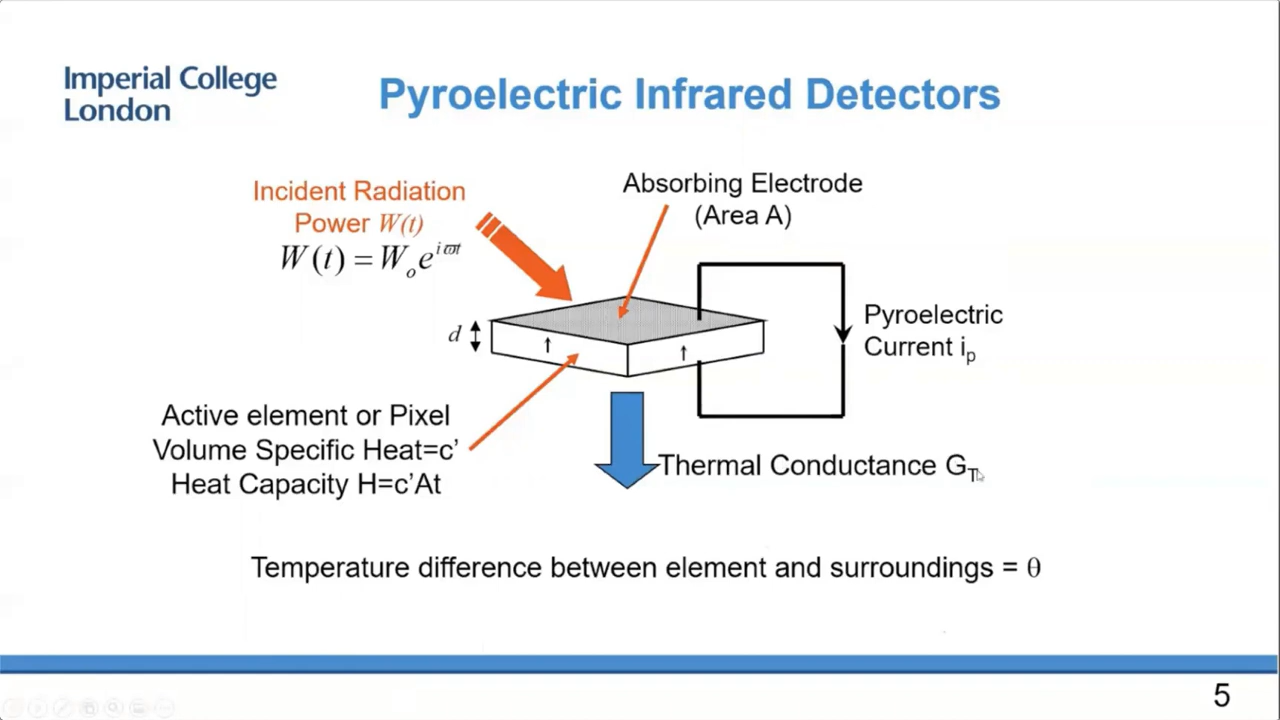 Imperial College
London
Pyroelectric Infrared Detectors
Incident Radiation
Power W(t)
W(t) = W_o e^{iϖt}
Absorbing Electrode
(Area A)
d
Pyroelectric
Current i_p
Active element or Pixel
Volume Specific Heat=c’
Heat Capacity H=c’At
Thermal Conductance G_T
Temperature difference between element and surroundings = θ
5